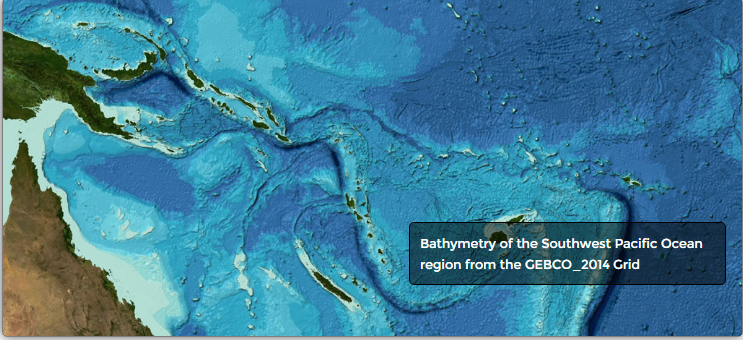 Bathymetry of the Southwest Pacific Ocean
region from the GEBCO_2014 Grid